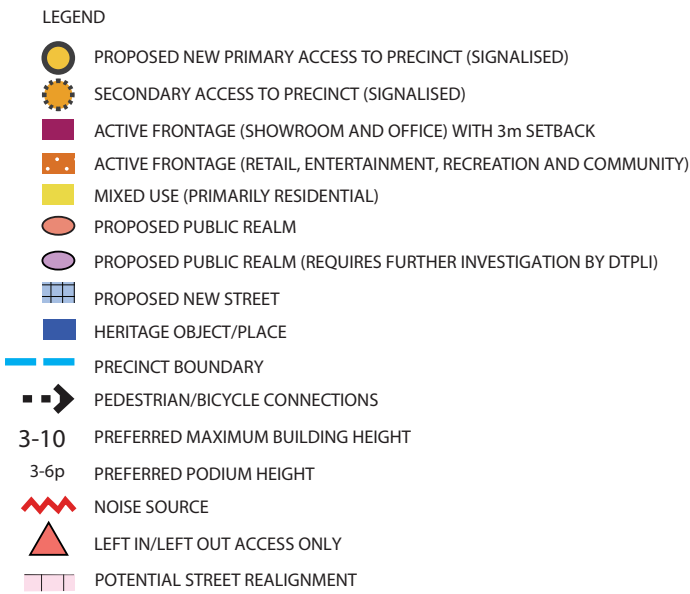 LEGEND
PROPOSED NEW PRIMARY ACCESS TO PRECINCT (SIGNALISED)
SECONDARY ACCESS TO PRECINCT (SIGNALISED)
ACTIVE FRONTAGE (SHOWROOM AND OFFICE) WITH 3m SETBACK
ACTIVE FRONTAGE (RETAIL, ENTERTAINMENT, RECREATION AND COMMUNITY)
MIXED USE (PRIMARILY RESIDENTIAL)
PROPOSED PUBLIC REALM
PROPOSED PUBLIC REALM (REQUIRES FURTHER INVESTIGATION BY DTPLI)
PROPOSED NEW STREET
HERITAGE OBJECT/PLACE
PRECINCT BOUNDARY
PEDESTRIAN/BICYCLE CONNECTIONS
3-10 PREFERRED MAXIMUM BUILDING HEIGHT
3-6p PREFERRED PODIUM HEIGHT
NOISE SOURCE
LEFT IN/LEFT OUT ACCESS ONLY
POTENTIAL STREET REALIGNMENT